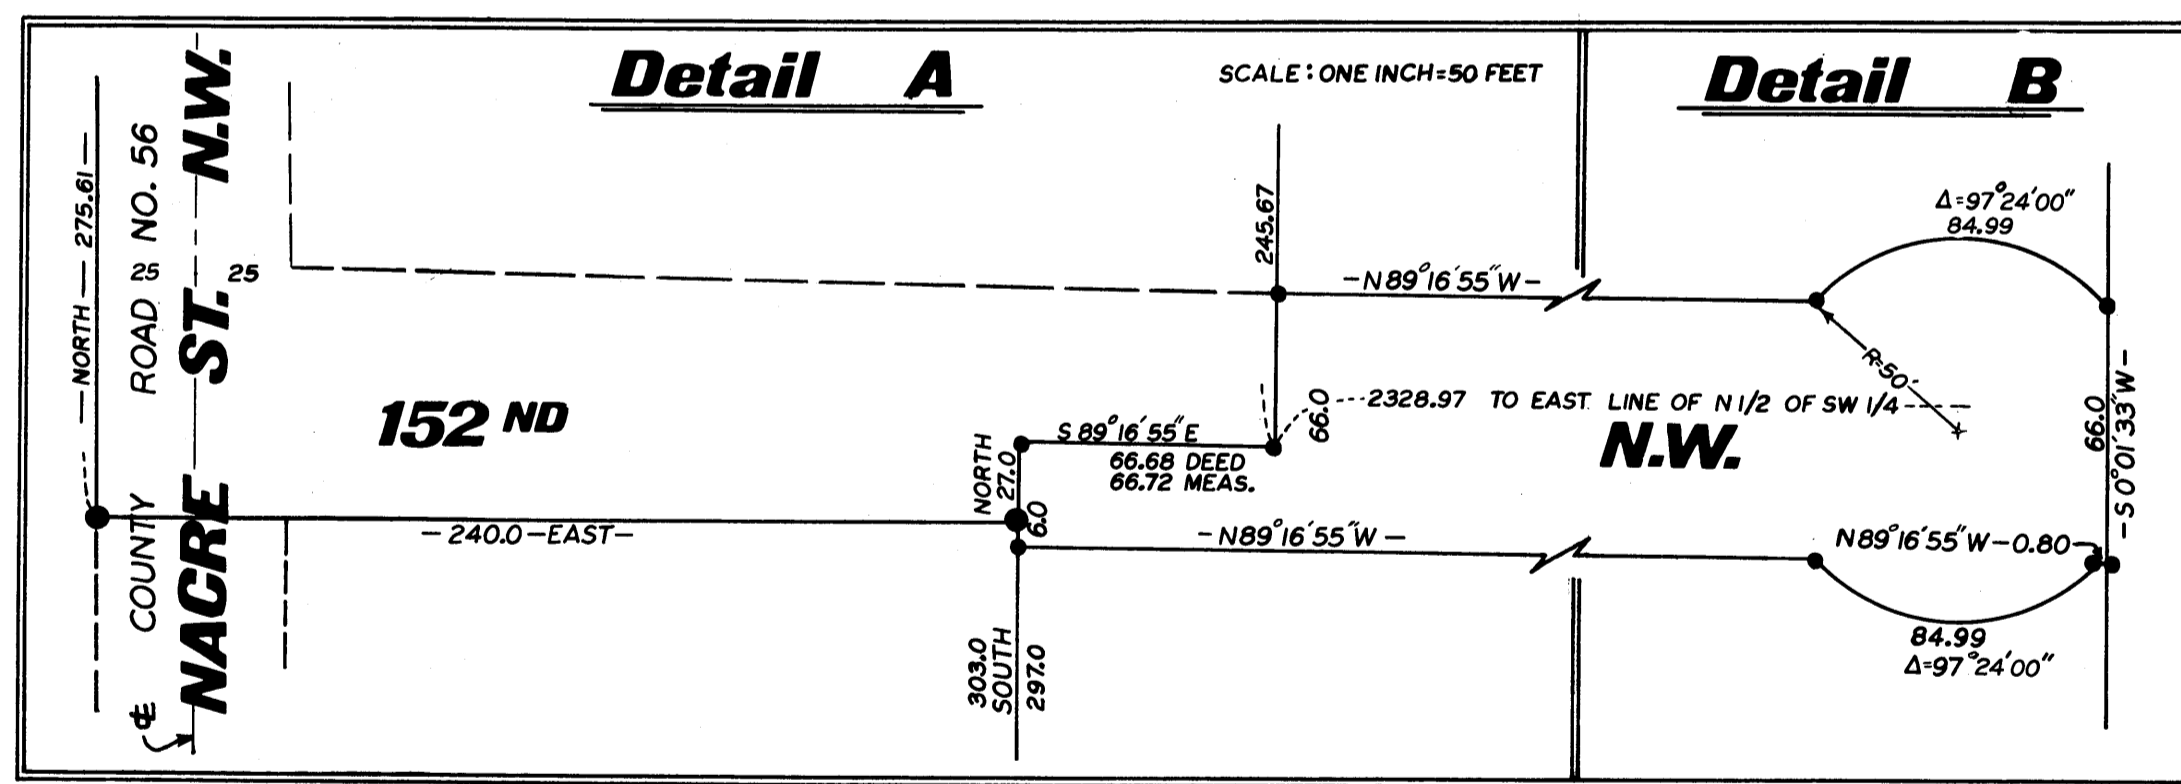 Detail A
SCALE: ONE INCH=50 FEET
Detail B
—NORTH— 275.61—
℄ COUNTY ROAD NO. 56
25
25
NACRE ST. N.W.
152 ND
—240.0—EAST—
NORTH
27.0
6.0
303.0
SOUTH
297.0
S 89°16'55"E
66.68 DEED
66.72 MEAS.
245.67
66.0
—N89°16'55"W—
---2328.97 TO EAST LINE OF N 1/2 OF SW 1/4---
N.W.
—N89°16'55"W—
Δ=97°24'00"
84.99
R=50'
66.0
—S0°01'33"W—
N89°16'55"W—0.80
84.99
Δ=97°24'00"